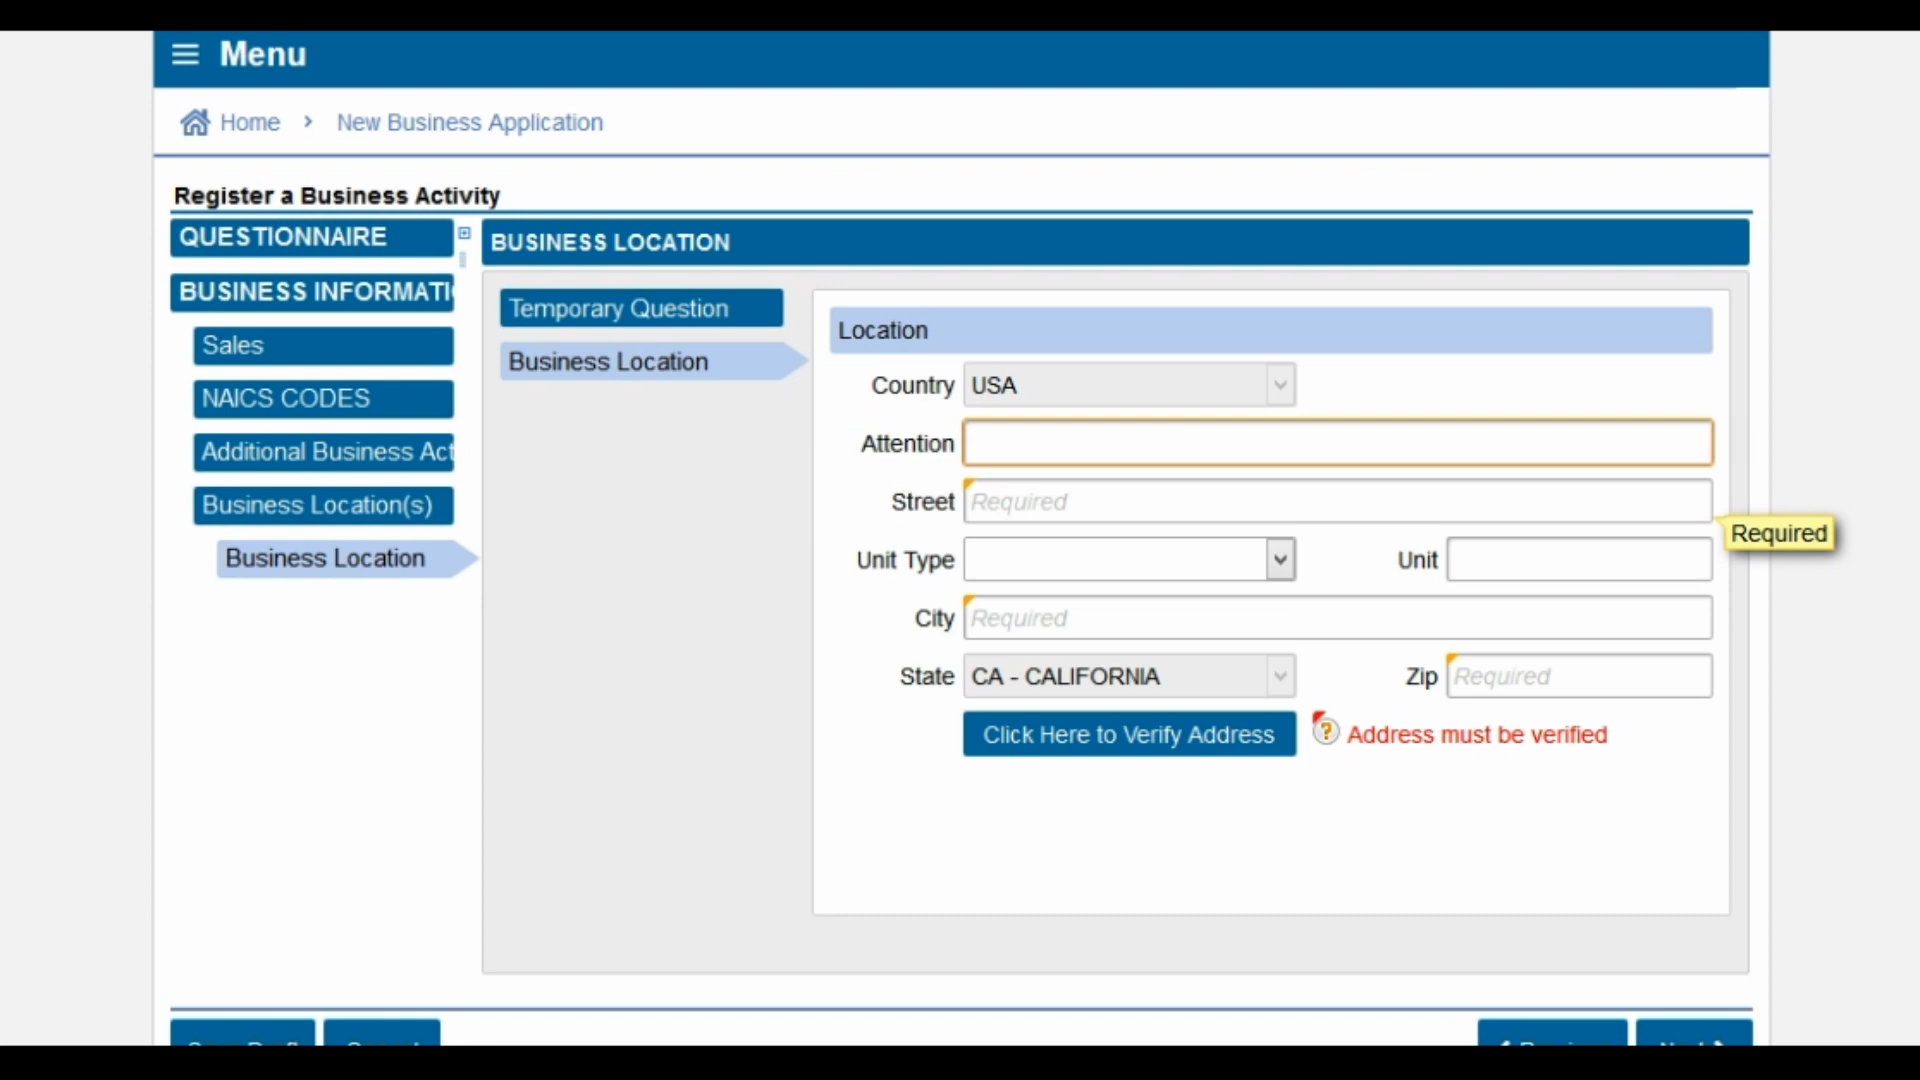 Menu
Home > New Business Application
Register a Business Activity
QUESTIONNAIRE
BUSINESS INFORMATI
Sales
NAICS CODES
Additional Business Act
Business Location(s)
Business Location
BUSINESS LOCATION
Temporary Question
Business Location
Location
Country USA
Attention
Street Required
Required
Unit Type Unit
City Required
State CA - CALIFORNIA Zip Required
Click Here to Verify Address ? Address must be verified